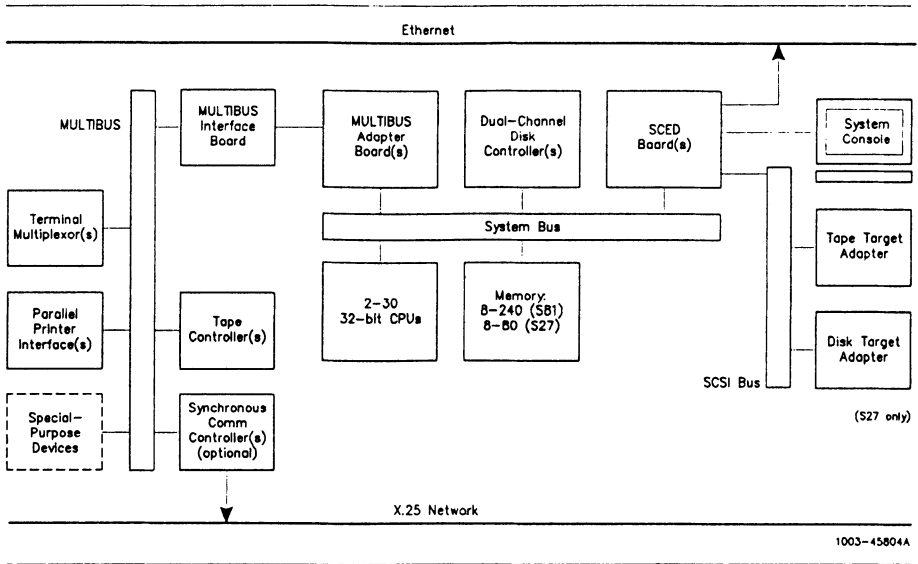 Ethernet
MULTIBUS
MULTIBUS
Interface
Board
MULTIBUS
Adapter
Board(s)
Dual-Channel
Disk
Controller(s)
SCED
Board(s)
System
Console
Terminal
Multiplexor(s)
System Bus
Tape Target
Adapter
Parallel
Printer
Interface(s)
Tape
Controller(s)
2-30
32-bit CPUs
Memory:
8-240 (S81)
8-80 (S27)
Disk Target
Adapter
SCSI Bus
(S27 only)
Special-
Purpose
Devices
Synchronous
Comm
Controller(s)
(optional)
X.25 Network
1003-45804A